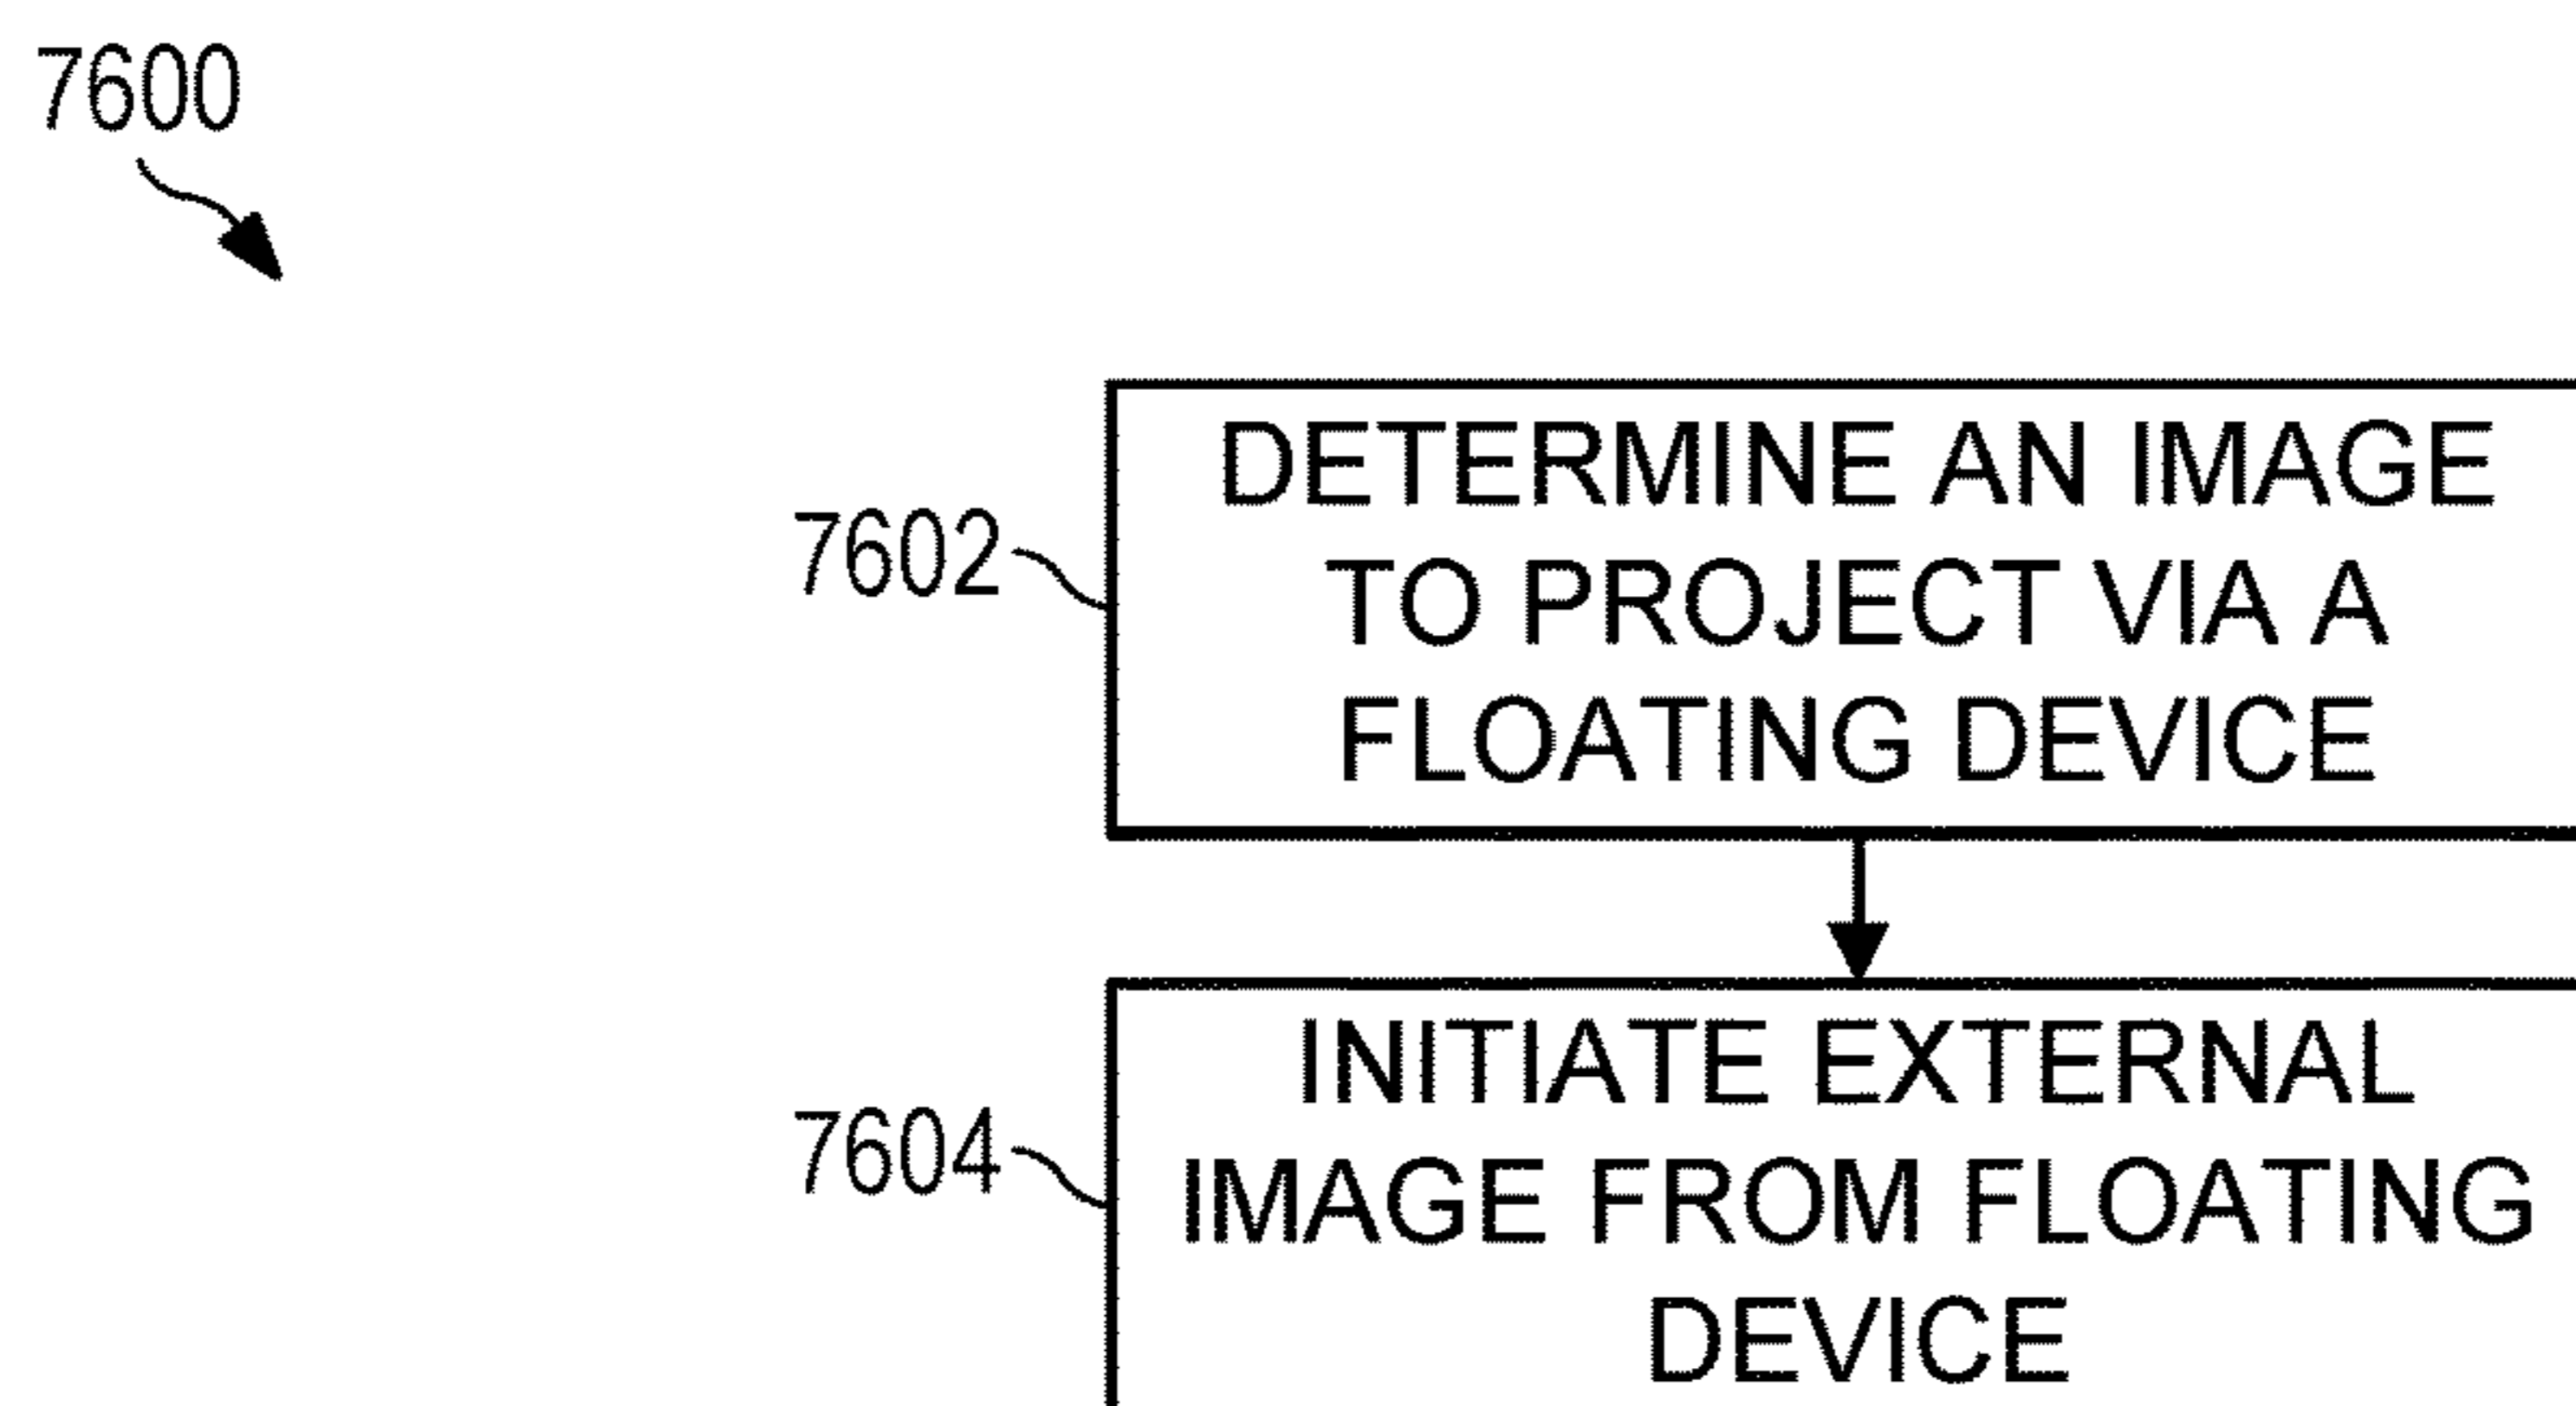 7600
7602
DETERMINE AN IMAGE
TO PROJECT VIA A
FLOATING DEVICE
7604
INITIATE EXTERNAL
IMAGE FROM FLOATING
DEVICE